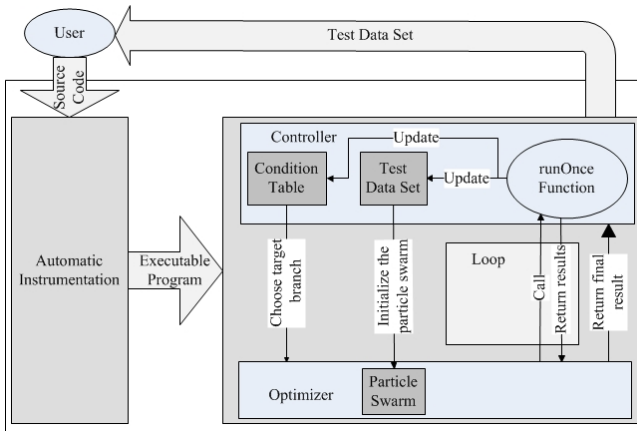 User
Test Data Set
Source
Code
Controller
Update
Condition
Table
Test
Data Set
Update
runOnce
Function
Automatic
Instrumentation
Executable
Program
Choose target
branch
Initialize the
particle swarm
Loop
Call
Return results
Return final
result
Optimizer
Particle
Swarm